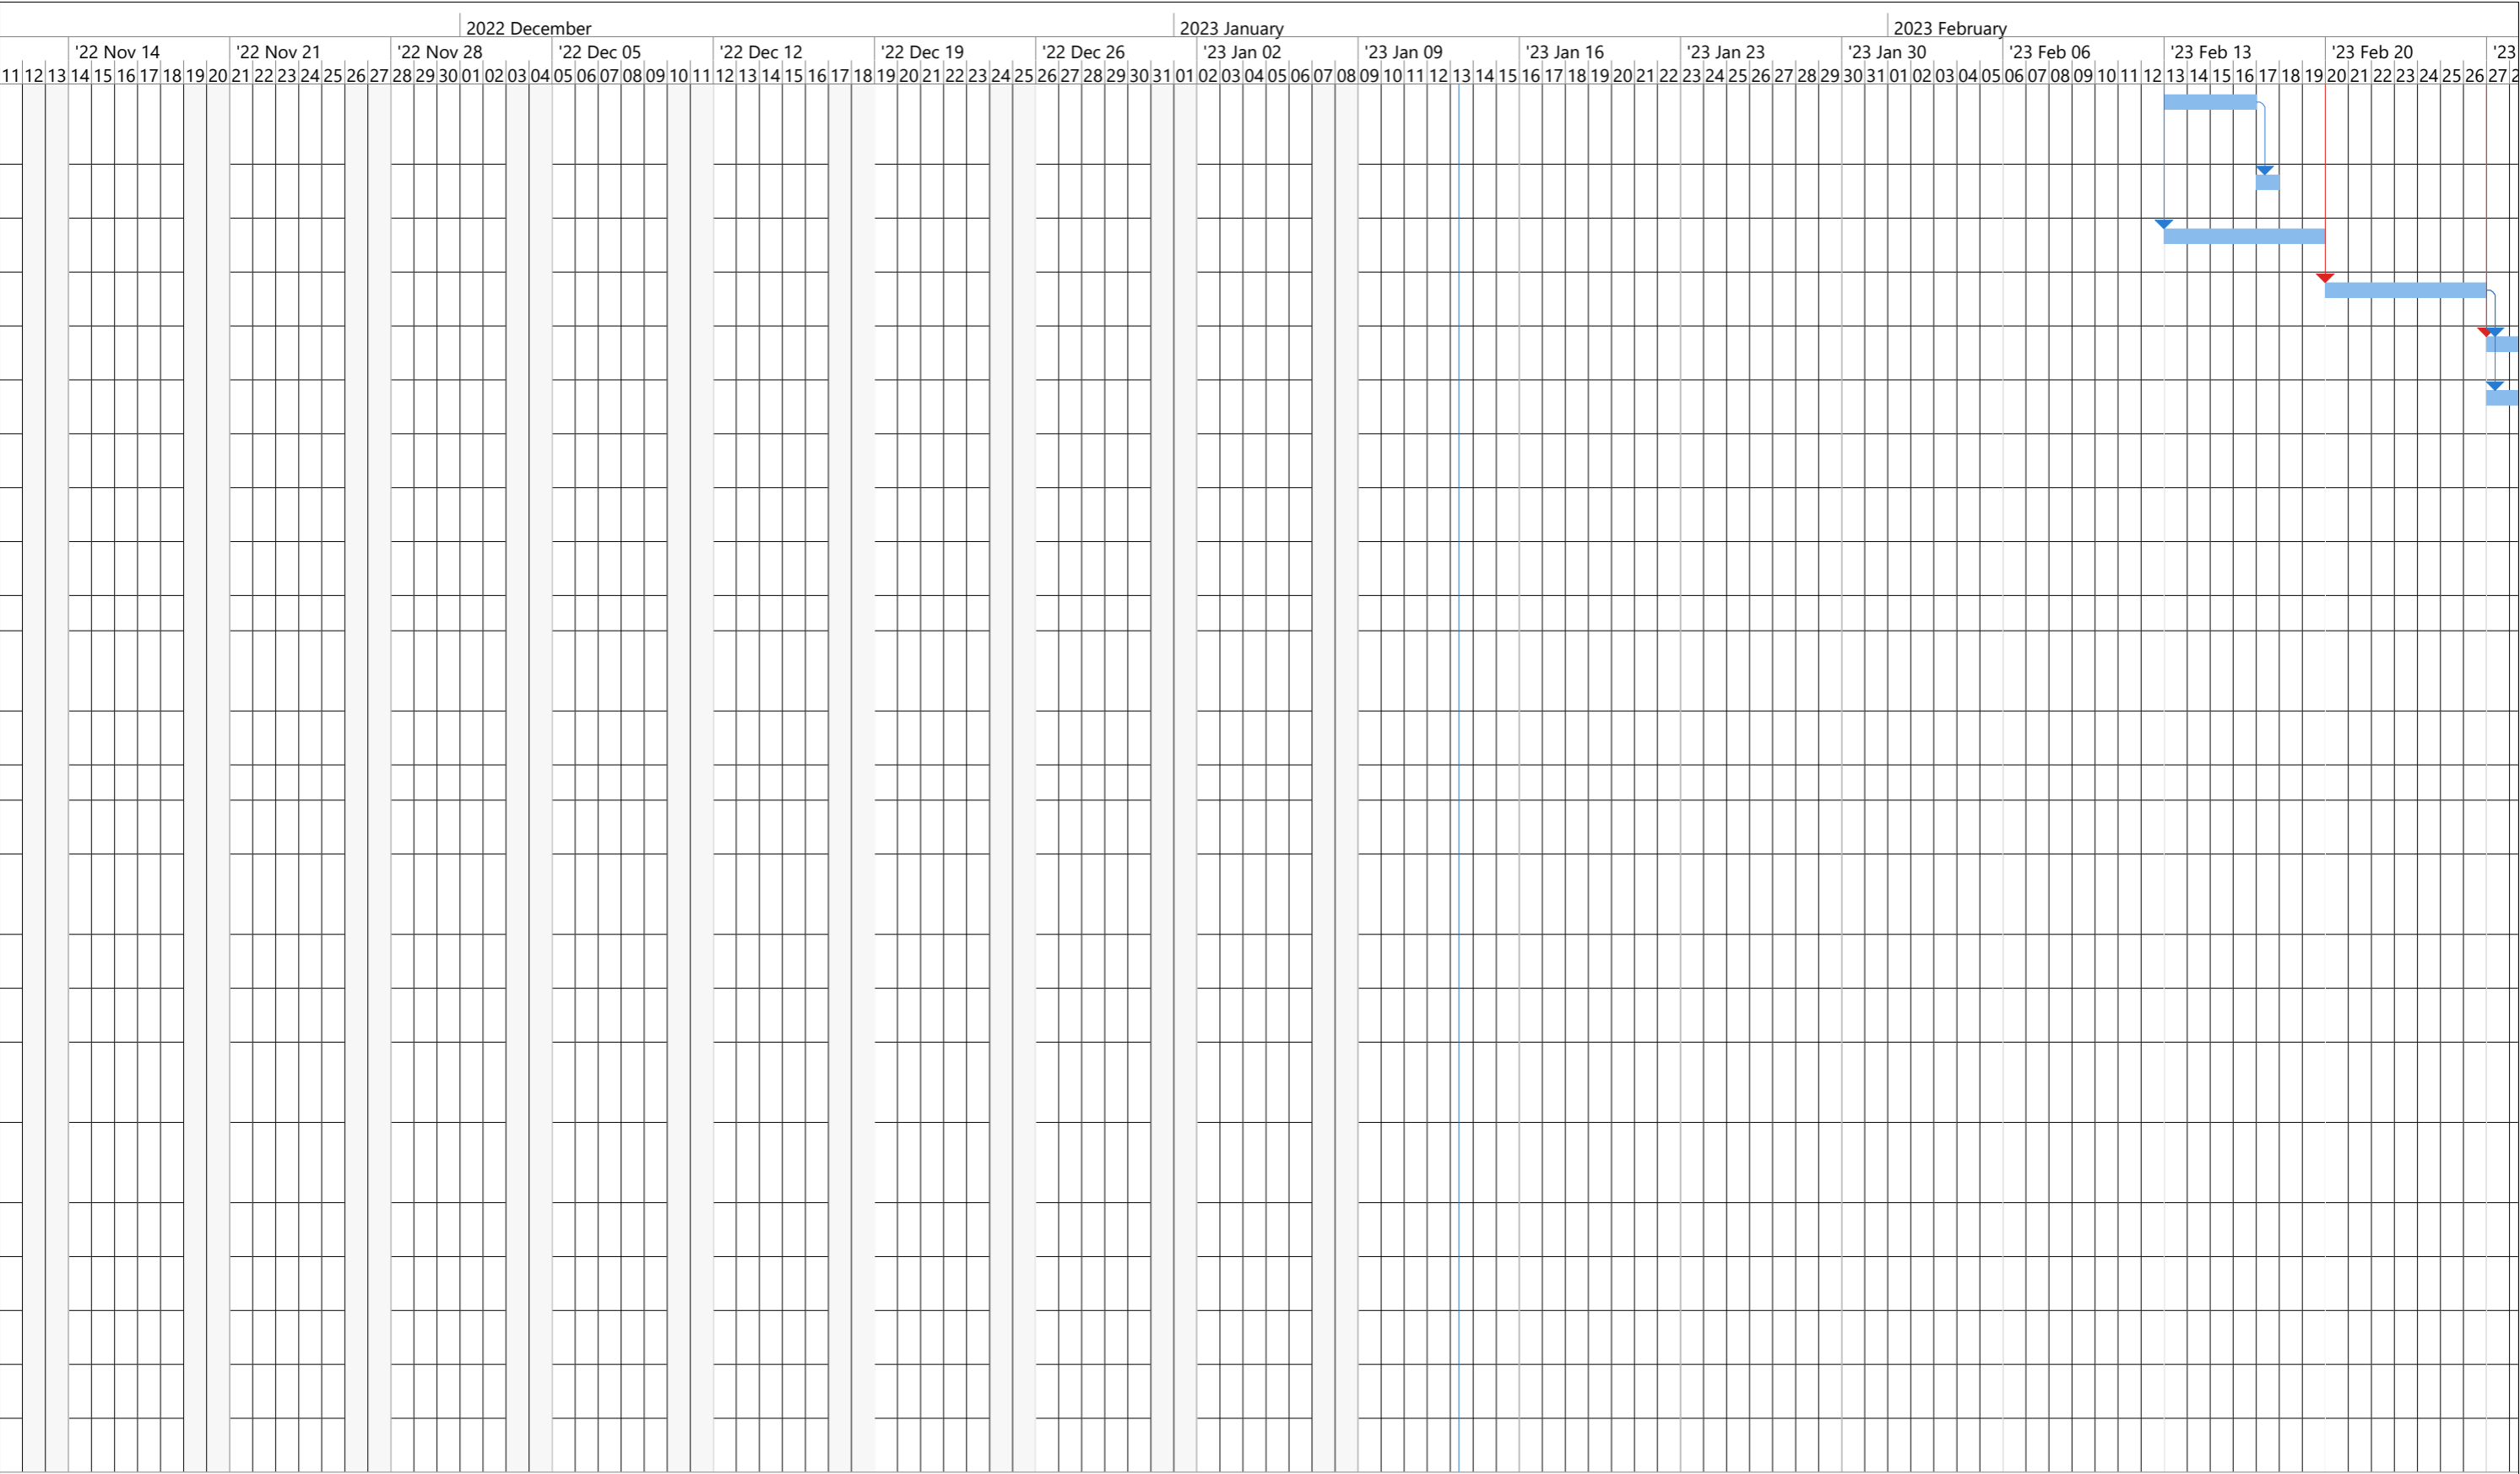 2022 December 2023 January 2023 February
'22 Nov 14 '22 Nov 21 '22 Nov 28 '22 Dec 05 '22 Dec 12 '22 Dec 19 '22 Dec 26 '23 Jan 02 '23 Jan 09 '23 Jan 16 '23 Jan 23 '23 Jan 30 '23 Feb 06 '23 Feb 13 '23 Feb 20 '23
11 12 13 14 15 16 17 18 19 20 21 22 23 24 25 26 27 28 29 30 01 02 03 04 05 06 07 08 09 10 11 12 13 14 15 16 17 18 19 20 21 22 23 24 25 26 27 28 29 30 31 01 02 03 04 05 06 07 08 09 10 11 12 13 14 15 16 17 18 19 20 21 22 23 24 25 26 27 28 29 30 31 01 02 03 04 05 06 07 08 09 10 11 12 13 14 15 16 17 18 19 20 21 22 23 24 25 26 27 2